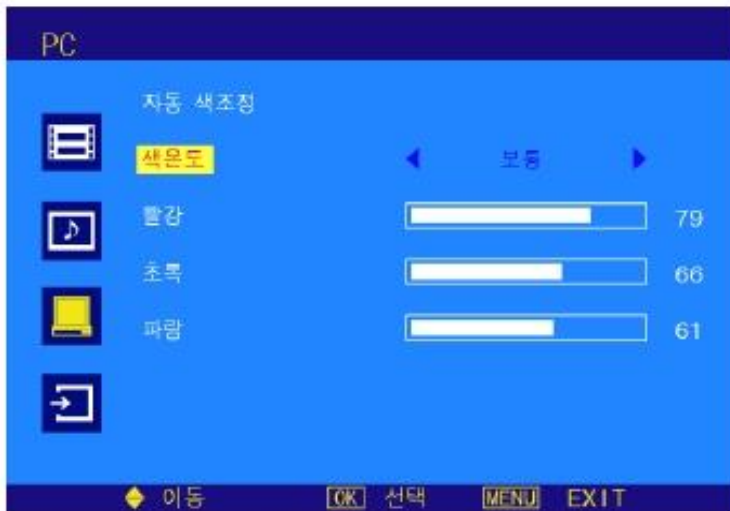 PC
자동 색조정
색온도 보통
빨강 79
초록 66
파랑 61
이동 OK 선택 MENU EXIT